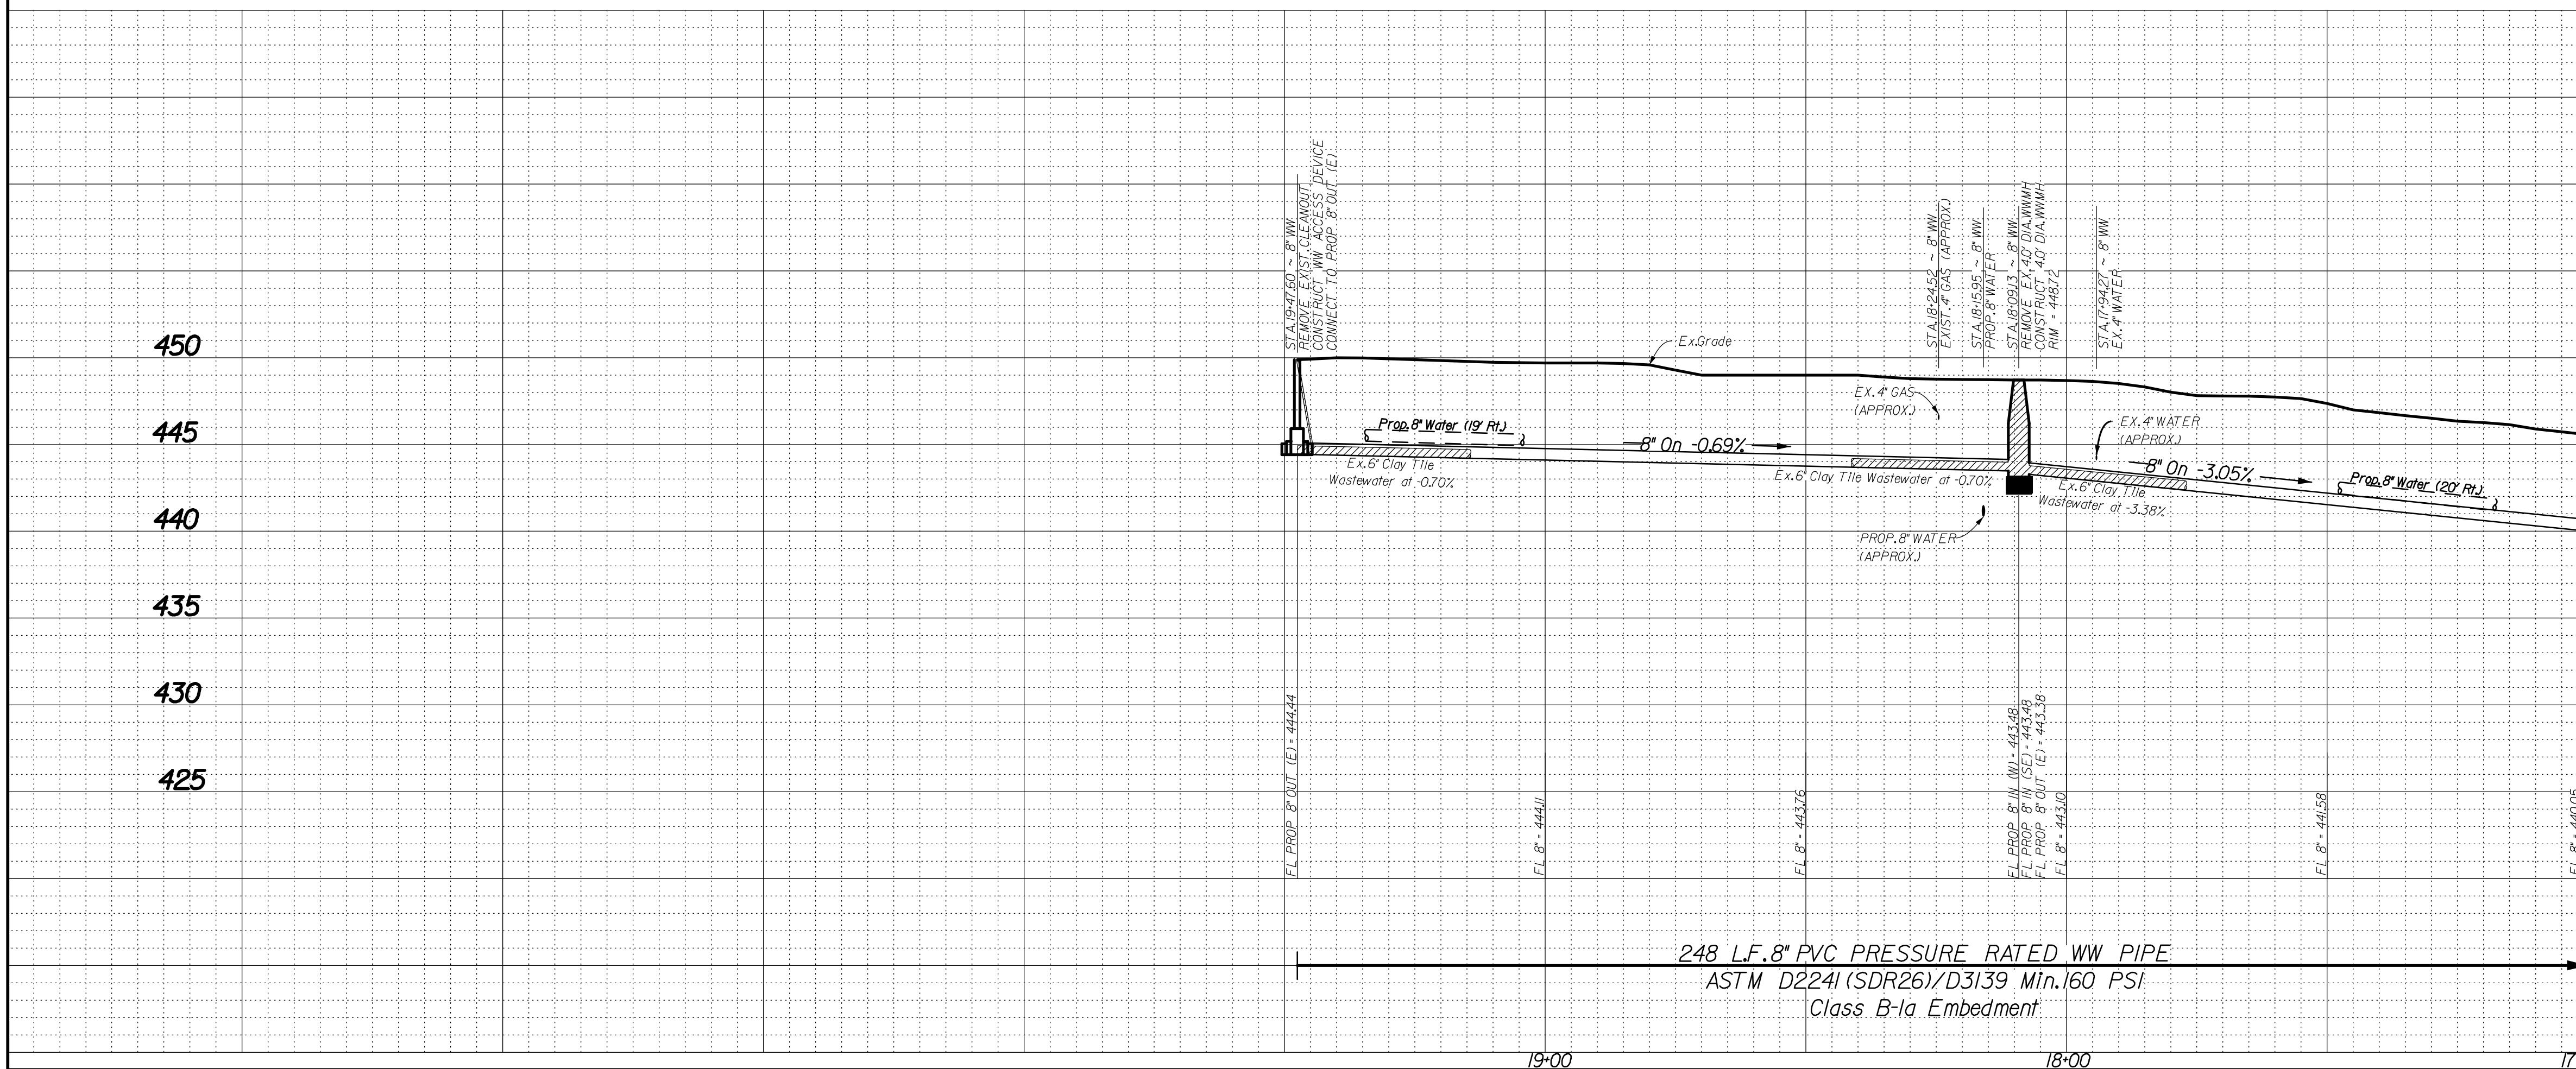 450
445
440
435
430
425
STA. 19+47.60 ~ 8" WW
REMOVE EXIST. CLEANOUT
CONSTRUCT WW ACCESS DEVICE
CONNECT TO PROP 8" OUT (E)
STA. 18+24.52 ~ 8" WW
EXIST. 4" GAS (APPROX.)
STA. 18+15.95 ~ 8" WW
PROP. 8" WATER
STA. 18+09.13 ~ 8" WW
REMOVE EX. 4.0' DIA. WWMH
CONSTRUCT 4.0' DIA. WWMH
RIM = 448.72
STA. 17+94.27 ~ 8" WW
EX. 4" WATER
Ex. Grade
Prop. 8" Water (19' Rt.)
8" On -0.69%
Ex. 6" Clay Tile
Wastewater at -0.70%
EX. 4" GAS
(APPROX.)
Ex. 6" Clay Tile Wastewater at -0.70%
EX. 4" WATER
(APPROX.)
8" On -3.05%
Ex. 6" Clay Tile
Wastewater at -3.38%
Prop. 8" Water (20' Rt.)
PROP. 8" WATER
(APPROX.)
FL PROP 8" OUT (E) = 444.44
FL 8" = 444.11
FL 8" = 443.76
FL PROP 8" IN (W) = 443.48
FL PROP 8" IN (SE) = 443.48
FL PROP 8" OUT (E) = 443.38
FL 8" = 443.10
FL 8" = 441.58
FL 8" = 440.05
248 L.F. 8" PVC PRESSURE RATED WW PIPE
ASTM D2241 (SDR26)/D3139 Min. 160 PSI
Class B-1a Embedment
19+00
18+00
17